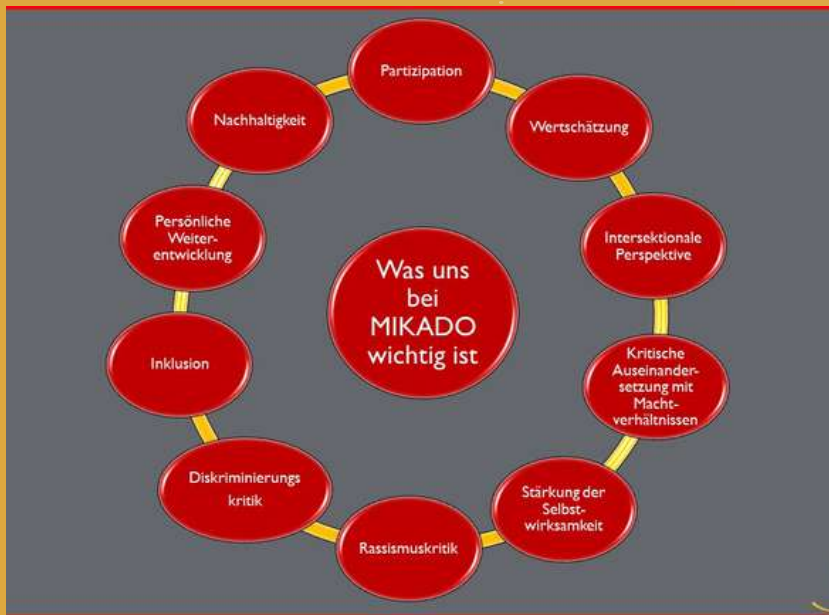 Partizipation
Wertschätzung
Intersektionale
Perspektive
Kritische
Auseinander-
setzung mit
Macht-
verhältnissen
Stärkung der
Selbst-
wirksamkeit
Rassismuskritik
Diskriminierungs
kritik
Inklusion
Persönliche
Weiter-
entwicklung
Nachhaltigkeit
Was uns
bei
MIKADO
wichtig ist